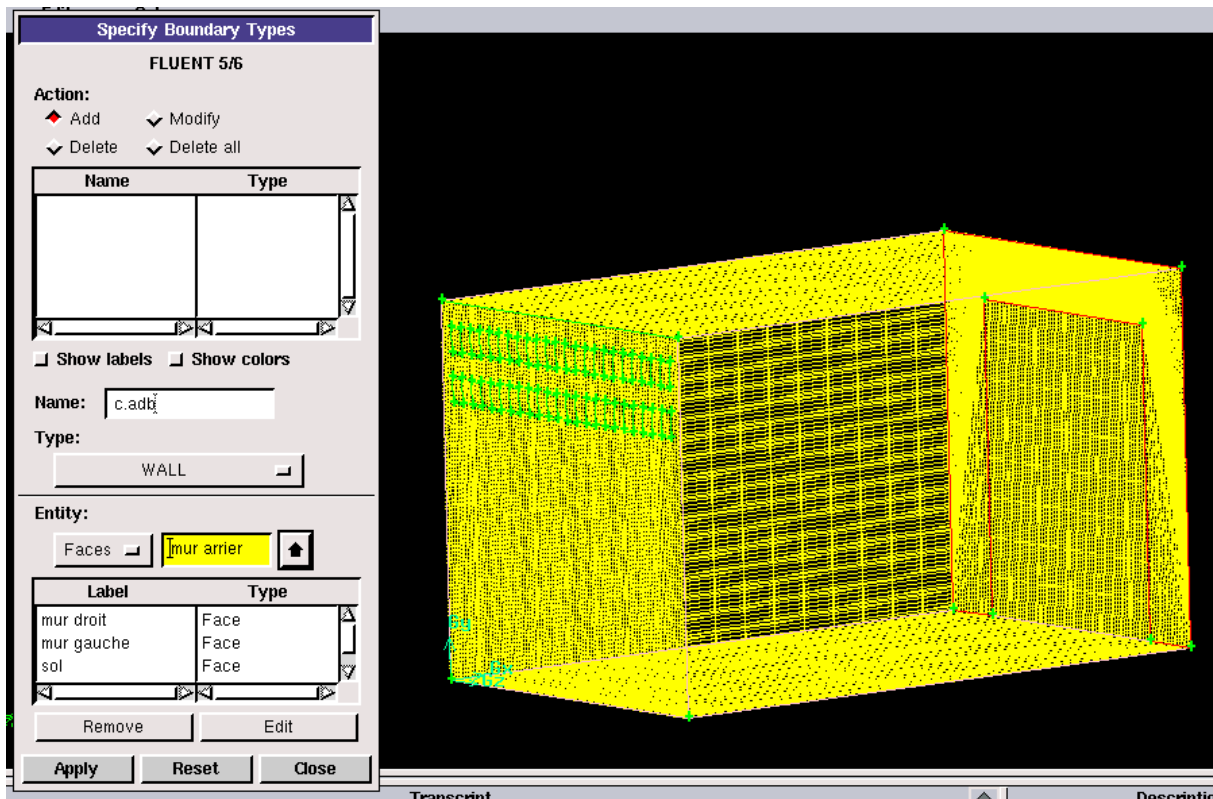 Specify Boundary Types
FLUENT 5/6
Action:
Add Modify
Delete Delete all
Name Type
Show labels Show colors
Name: c.adb
Type:
WALL
Entity:
Faces mur arrier
Label Type
mur droit Face
mur gauche Face
sol Face
Remove Edit
Apply Reset Close
Transcript